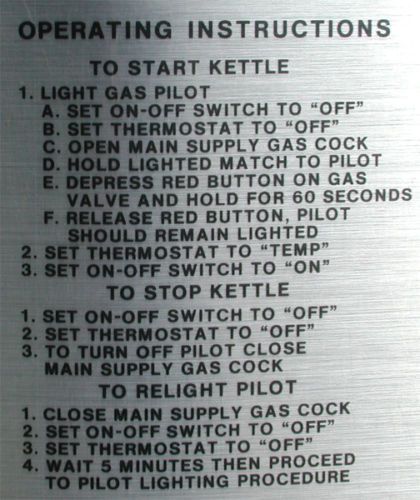 OPERATING INSTRUCTIONS
TO START KETTLE
1. LIGHT GAS PILOT
A. SET ON-OFF SWITCH TO “OFF”
B. SET THERMOSTAT TO “OFF”
C. OPEN MAIN SUPPLY GAS COCK
D. HOLD LIGHTED MATCH TO PILOT
E. DEPRESS RED BUTTON ON GAS
VALVE AND HOLD FOR 60 SECONDS
F. RELEASE RED BUTTON, PILOT
SHOULD REMAIN LIGHTED
2. SET THERMOSTAT TO “TEMP”
3. SET ON-OFF SWITCH TO “ON”
TO STOP KETTLE
1. SET ON-OFF SWITCH TO “OFF”
2. SET THERMOSTAT TO “OFF”
3. TO TURN OFF PILOT CLOSE
MAIN SUPPLY GAS COCK
TO RELIGHT PILOT
1. CLOSE MAIN SUPPLY GAS COCK
2. SET ON-OFF SWITCH TO “OFF”
3. SET THERMOSTAT TO “OFF”
4. WAIT 5 MINUTES THEN PROCEED
TO PILOT LIGHTING PROCEDURE